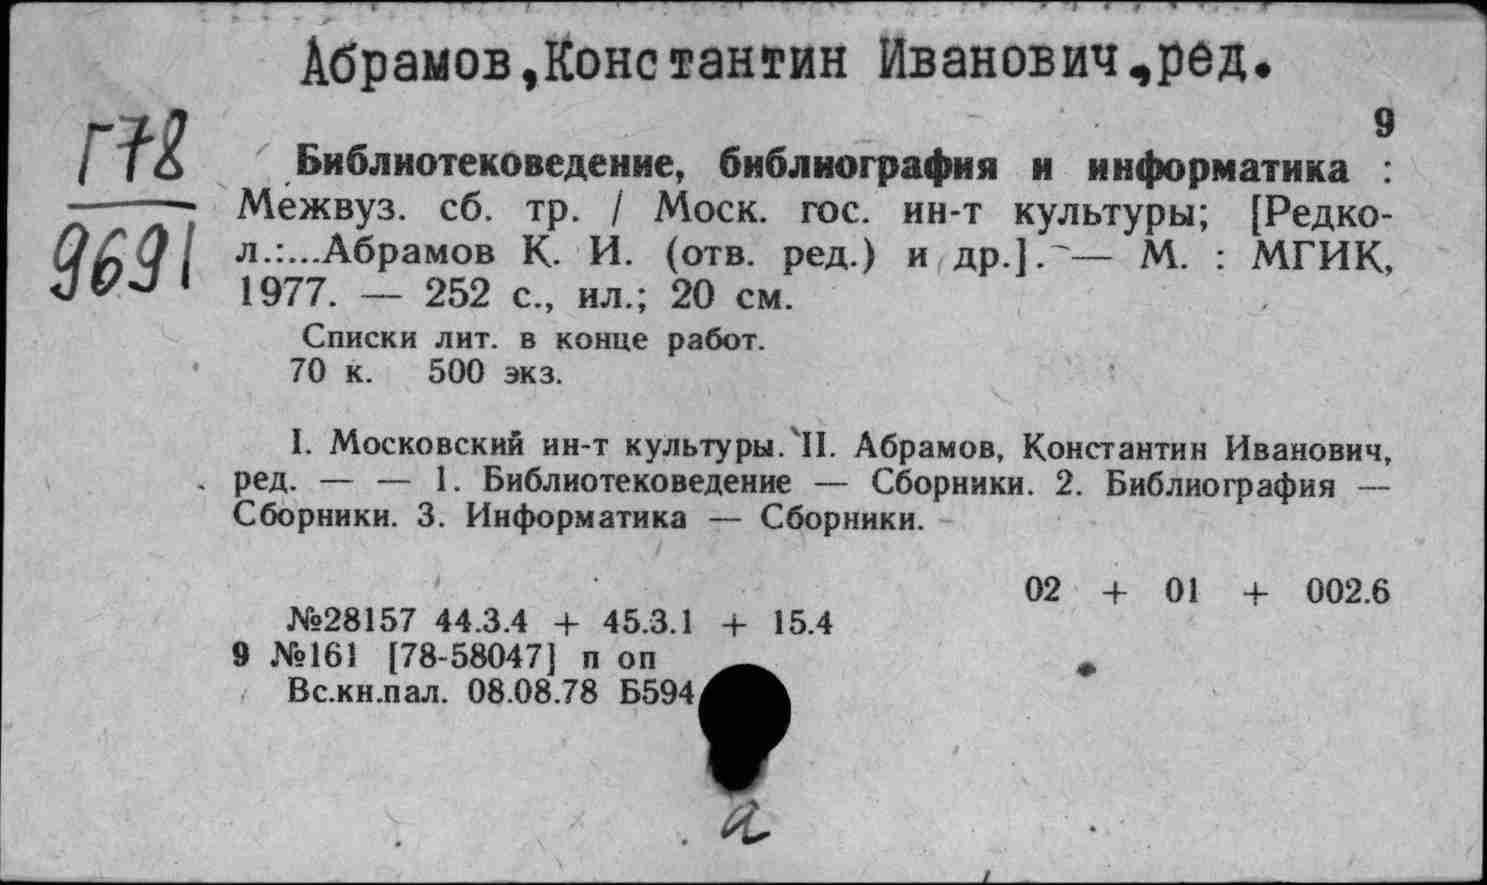 Абрамов,Константин Иванович,ред.
Г78
9691
9
Библиотековедение, библиография и информатика :
Межвуз. сб. тр. / Моск. гос. ин-т культуры; [Редко-
л.:...Абрамов К. И. (отв. ред.) и др.]. — М. : МГИК,
1977. — 252 с., ил.; 20 см.
Списки лит. в конце работ.
70 к. 500 экз.
I. Московский ин-т культуры. II. Абрамов, Константин Иванович,
ред. — — 1. Библиотековедение — Сборники. 2. Библиография —
Сборники. 3. Информатика — Сборники.
02 + 01 + 002.6
№28157 44.3.4 + 45.3.1 + 15.4
9 №161 [78-58047] п оп
Вс.кн.пал. 08.08.78 Б594